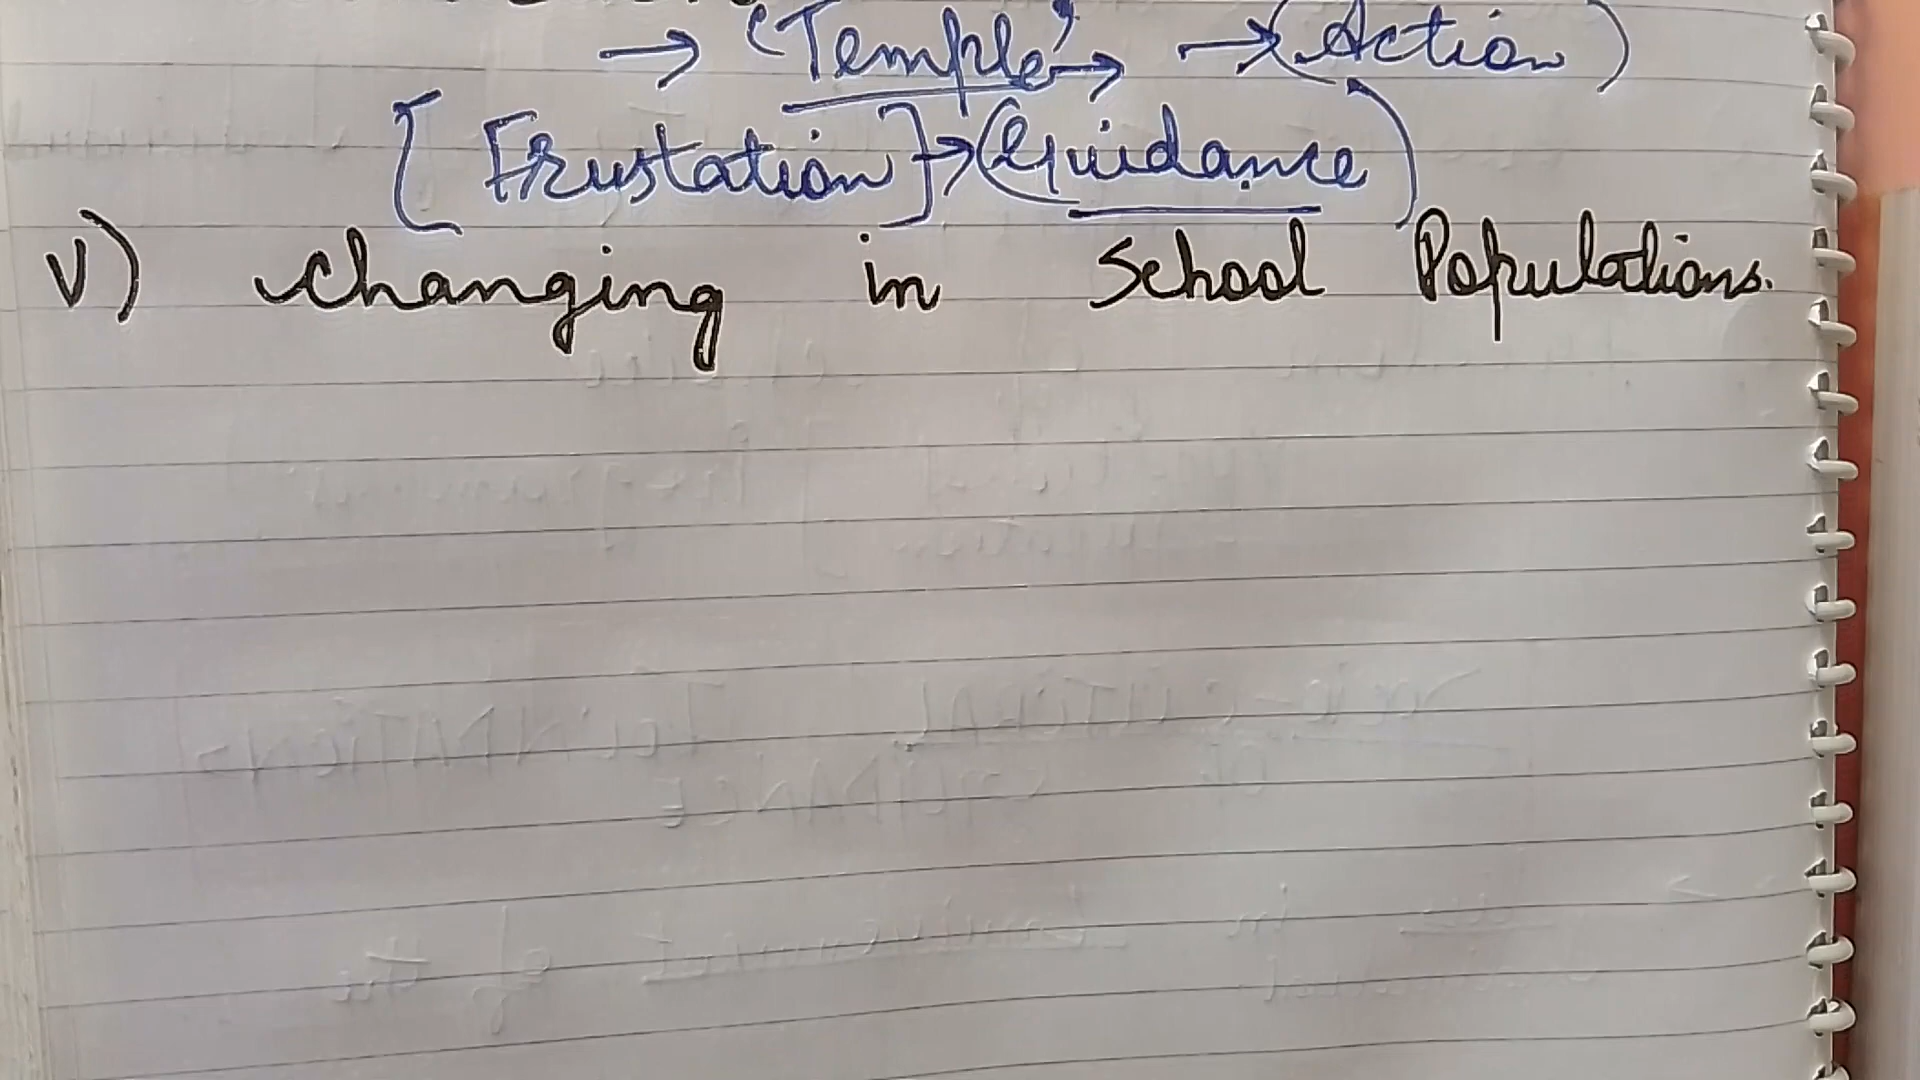 → 'Temple' → → (Action)
[Frustation] → (Guidance)
V) changing in School Populations.